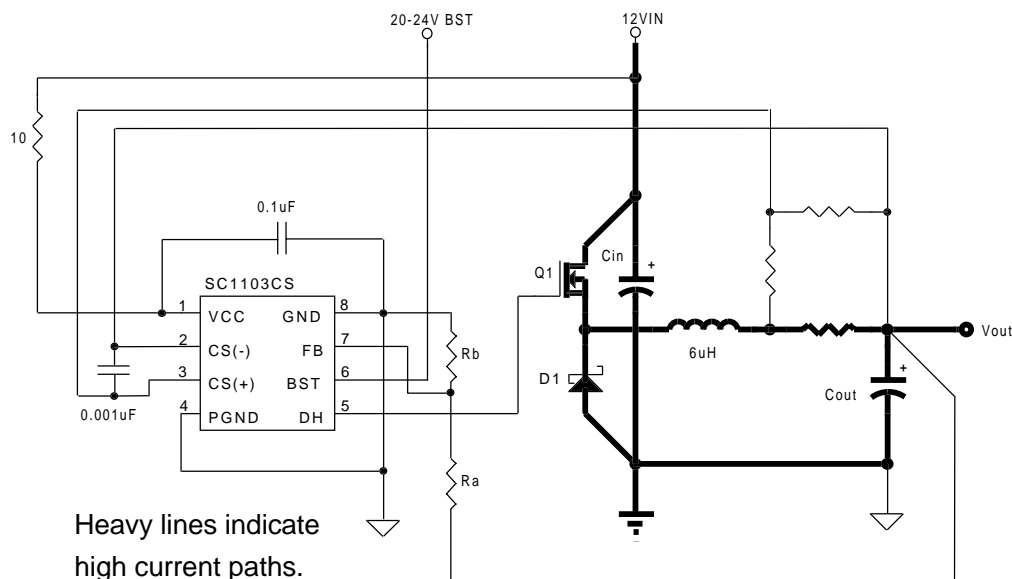 20-24V BST
12VIN
10
0.1uF
Cin
+
Q1
SC1103CS
1 VCC GND 8
2 CS(-) FB 7
3 CS(+) BST 6
4 PGND DH 5
Rb
6uH
Vout
D1
+
Cout
0.001uF
Ra
Heavy lines indicate
high current paths.